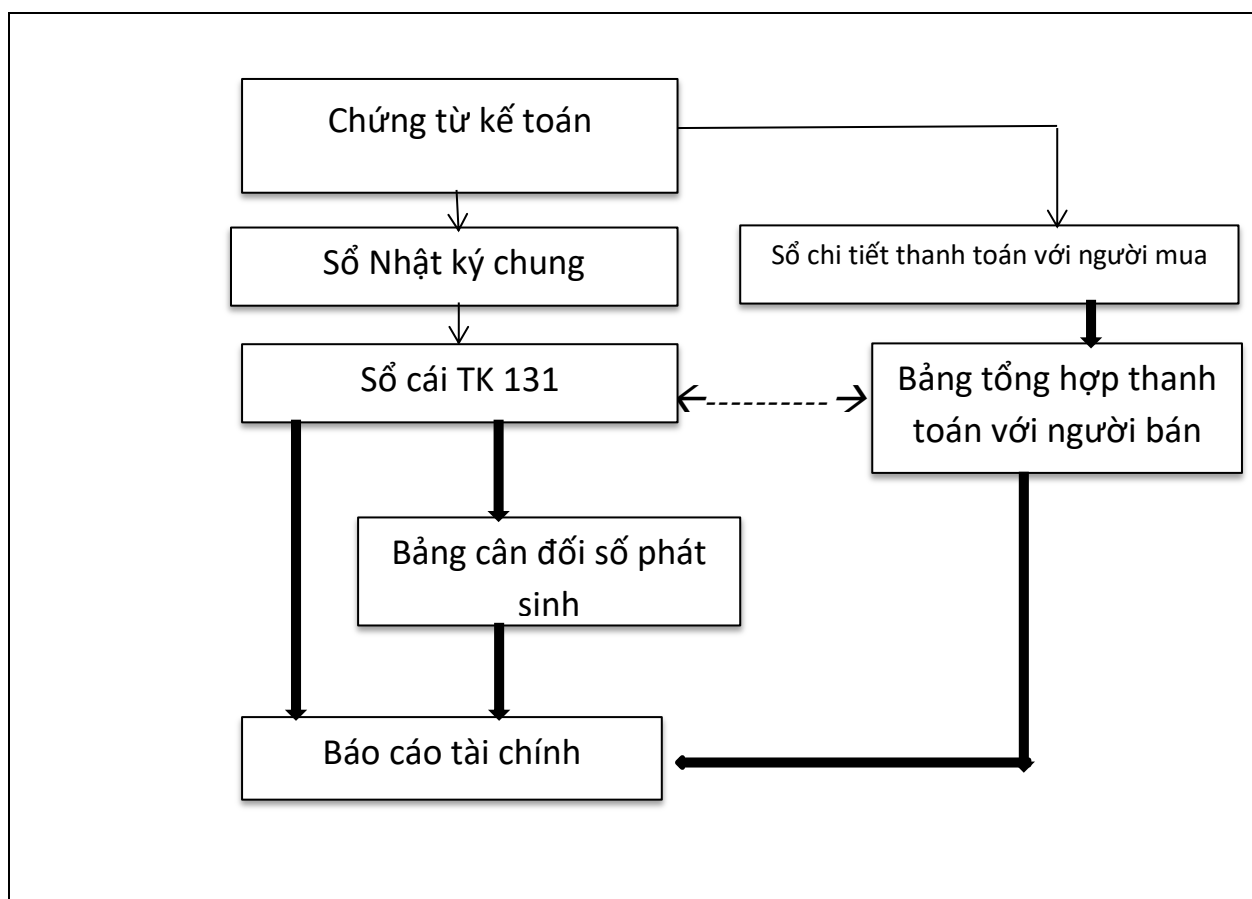 Chứng từ kế toán
Sổ Nhật ký chung
Sổ chi tiết thanh toán với người mua
Sổ cái TK 131
Bảng tổng hợp thanh
toán với người bán
Bảng cân đối số phát
sinh
Báo cáo tài chính